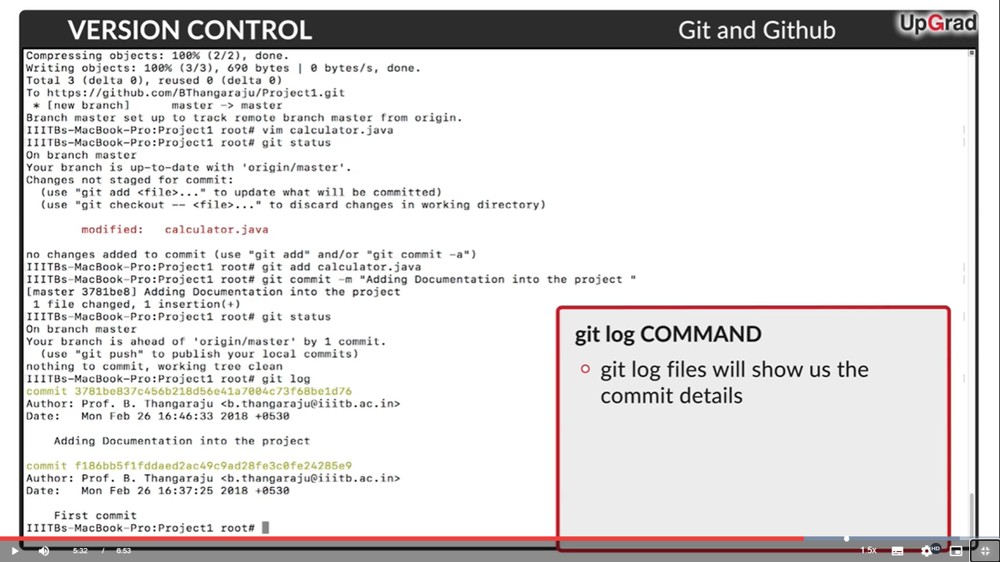 VERSION CONTROL
Git and Github
UpGrad
Compressing objects: 100% (2/2), done.
Writing objects: 100% (3/3), 690 bytes | 0 bytes/s, done.
Total 3 (delta 0), reused 0 (delta 0)
To https://github.com/BThangaraju/Project1.git
 * [new branch]      master -> master
Branch master set up to track remote branch master from origin.
IIITBs-MacBook-Pro:Project1 root# vim calculator.java
IIITBs-MacBook-Pro:Project1 root# git status
On branch master
Your branch is up-to-date with 'origin/master'.
Changes not staged for commit:
  (use "git add <file>..." to update what will be committed)
  (use "git checkout -- <file>..." to discard changes in working directory)
        modified:   calculator.java
no changes added to commit (use "git add" and/or "git commit -a")
IIITBs-MacBook-Pro:Project1 root# git add calculator.java
IIITBs-MacBook-Pro:Project1 root# git commit -m "Adding Documentation into the project "
[master 3781be8] Adding Documentation into the project
 1 file changed, 1 insertion(+)
IIITBs-MacBook-Pro:Project1 root# git status
On branch master
Your branch is ahead of 'origin/master' by 1 commit.
  (use "git push" to publish your local commits)
nothing to commit, working tree clean
IIITBs-MacBook-Pro:Project1 root# git log
commit 3781be837c456b218d56e41a7004c73f68be1d76
Author: Prof. B. Thangaraju <b.thangaraju@iiitb.ac.in>
Date:   Mon Feb 26 16:46:33 2018 +0530
    Adding Documentation into the project
commit f186bb5f1fddaed2ac49c9ad28fe3c0fe24285e9
Author: Prof. B. Thangaraju <b.thangaraju@iiitb.ac.in>
Date:   Mon Feb 26 16:37:25 2018 +0530
    First commit
IIITBs-MacBook-Pro:Project1 root#
git log COMMAND
git log files will show us the
commit details
5:32 / 6:53
1.5x
HD